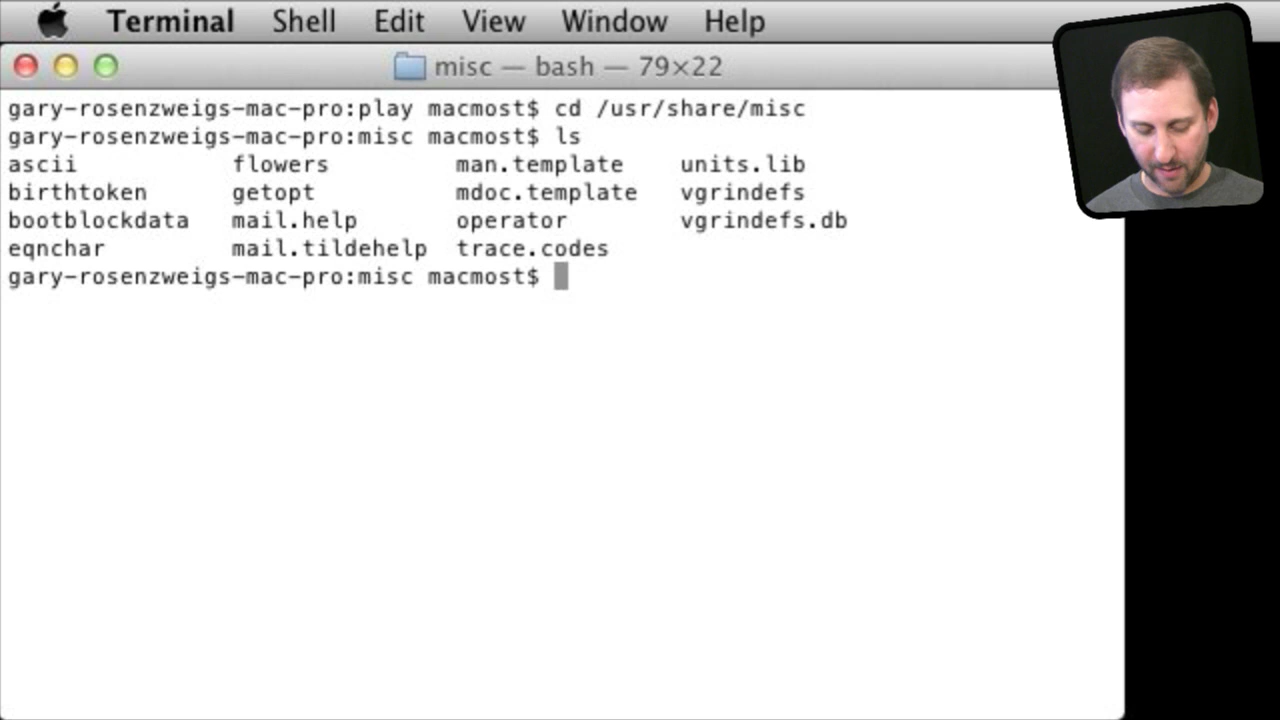 Terminal Shell Edit View Window Help
misc — bash — 79×22
gary-rosenzweigs-mac-pro:play macmost$ cd /usr/share/misc
gary-rosenzweigs-mac-pro:misc macmost$ ls
ascii flowers man.template units.lib
birthtoken getopt mdoc.template vgrindefs
bootblockdata mail.help operator vgrindefs.db
eqnchar mail.tildehelp trace.codes
gary-rosenzweigs-mac-pro:misc macmost$